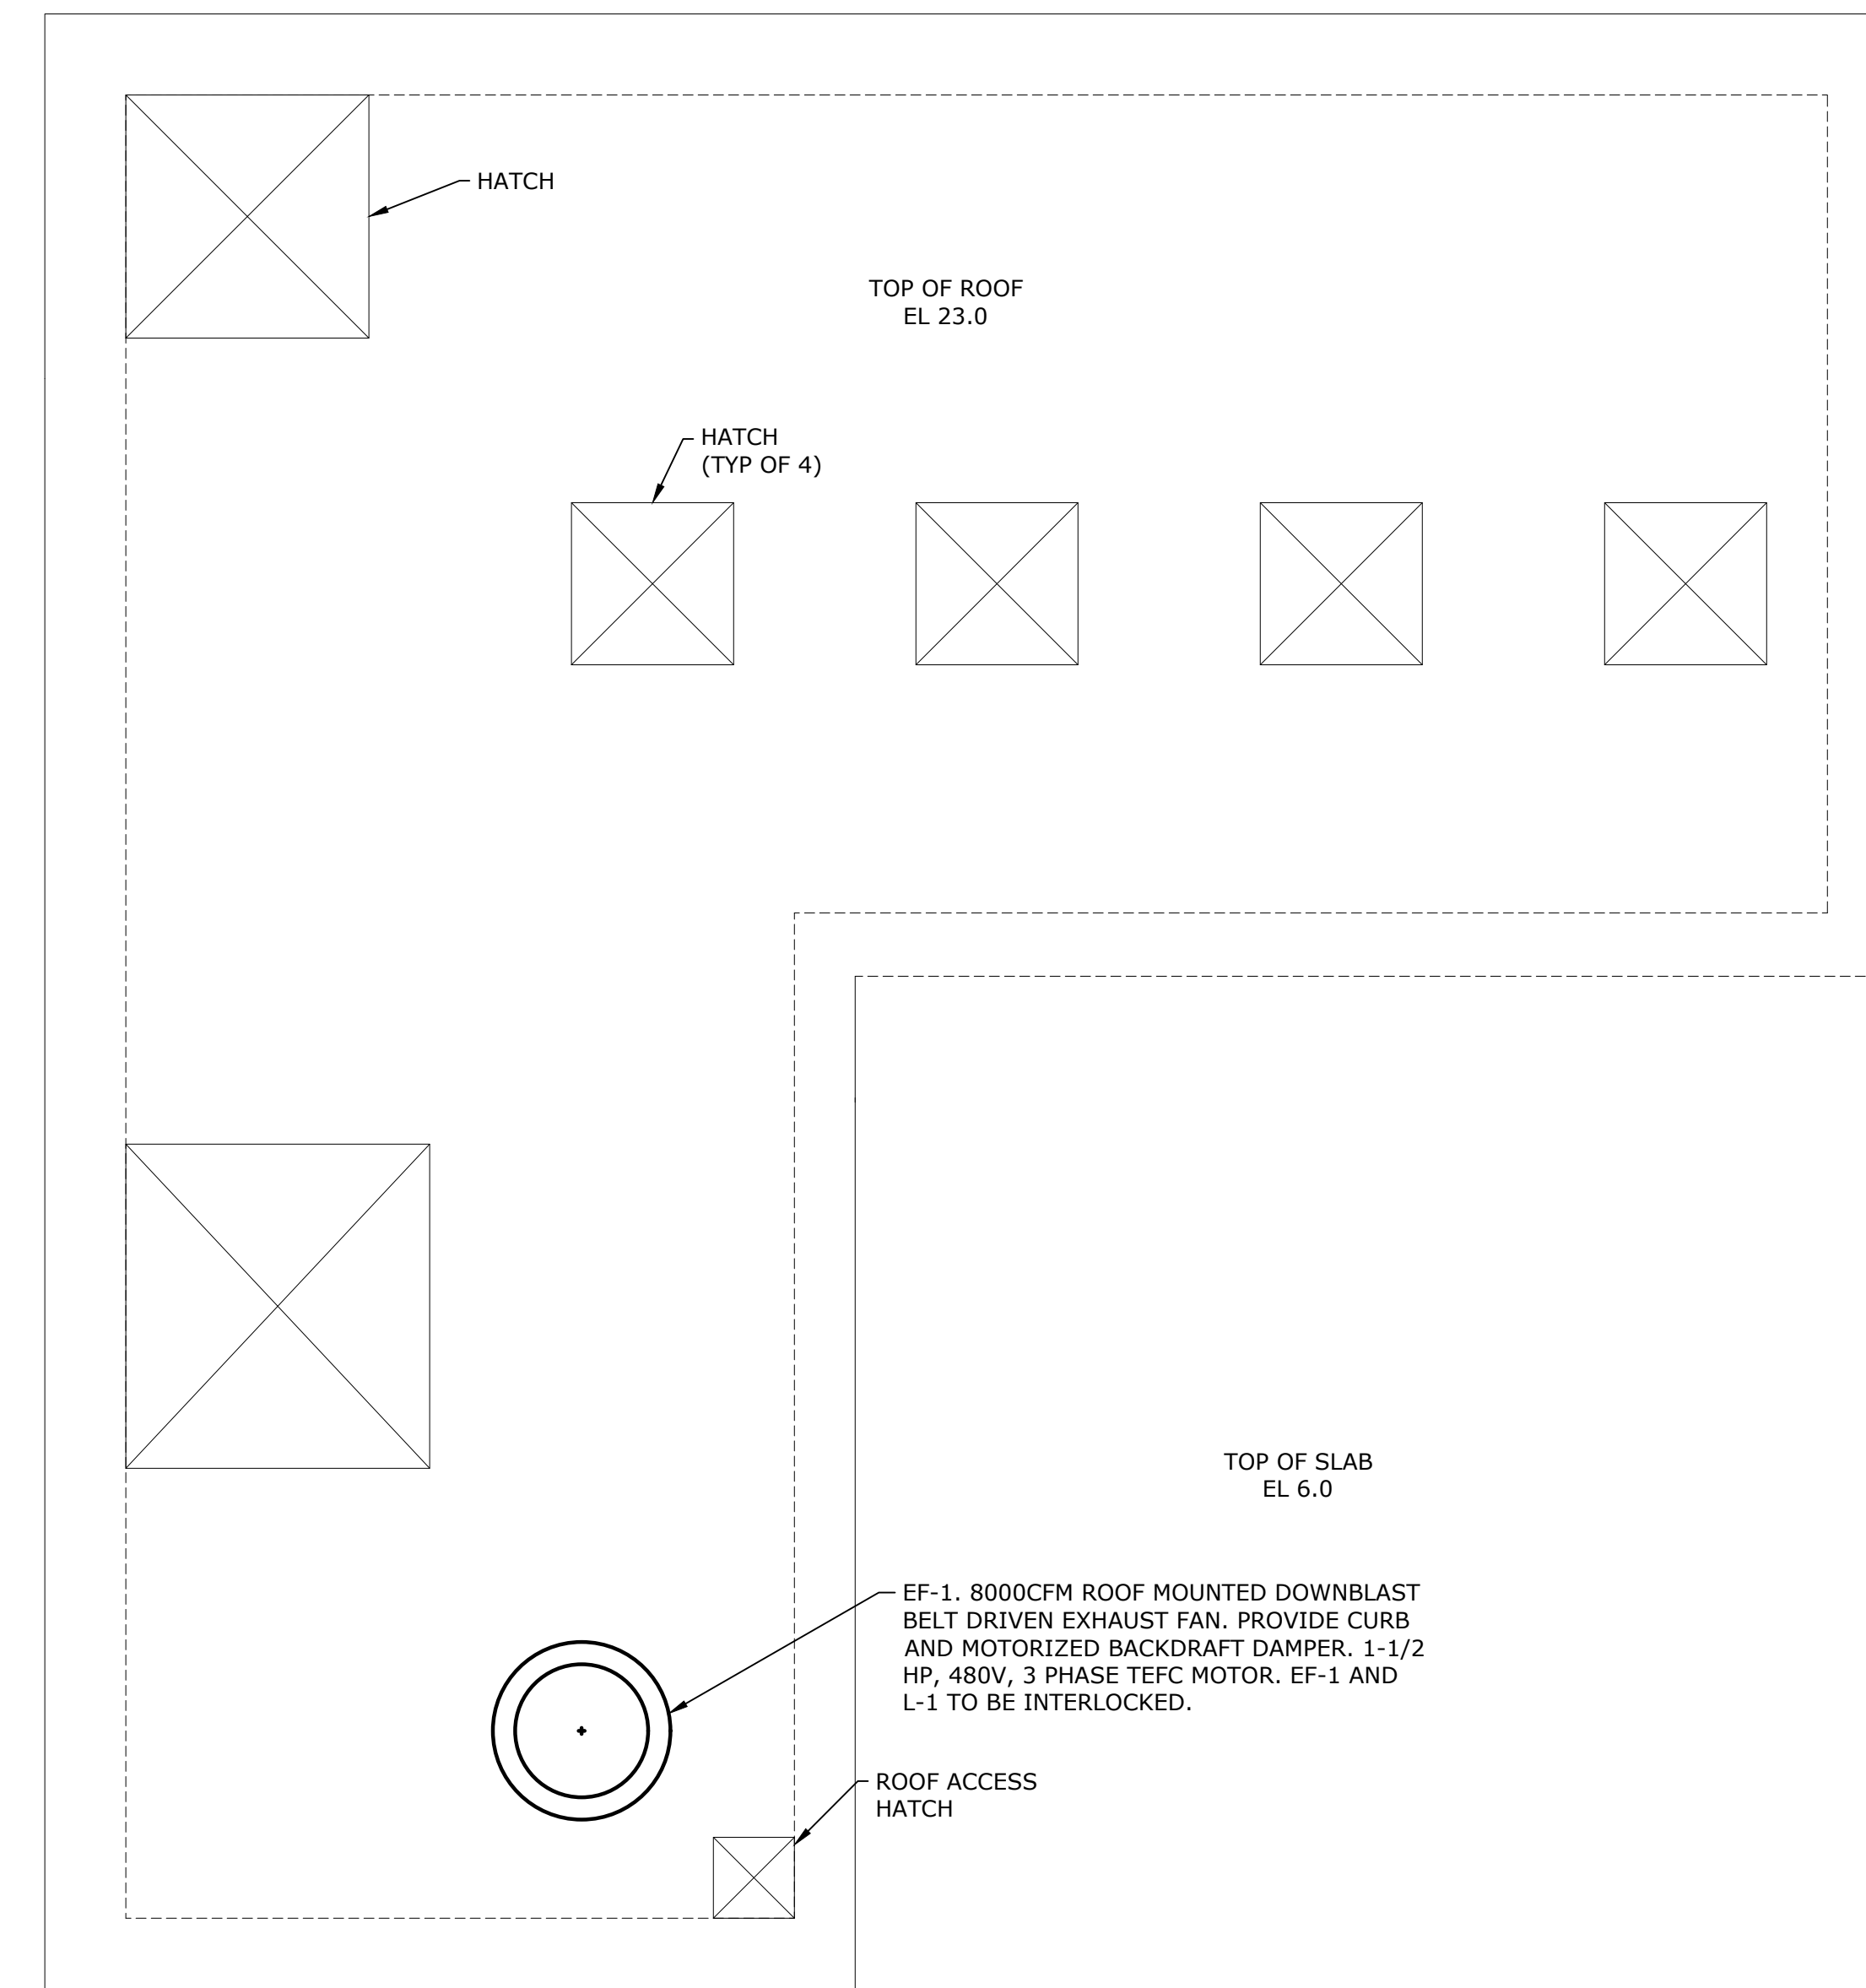 HATCH
TOP OF ROOF
EL 23.0
HATCH
(TYP OF 4)
TOP OF SLAB
EL 6.0
EF-1. 8000CFM ROOF MOUNTED DOWNBLAST
BELT DRIVEN EXHAUST FAN. PROVIDE CURB
AND MOTORIZED BACKDRAFT DAMPER. 1-1/2
HP, 480V, 3 PHASE TEFC MOTOR. EF-1 AND
L-1 TO BE INTERLOCKED.
ROOF ACCESS
HATCH